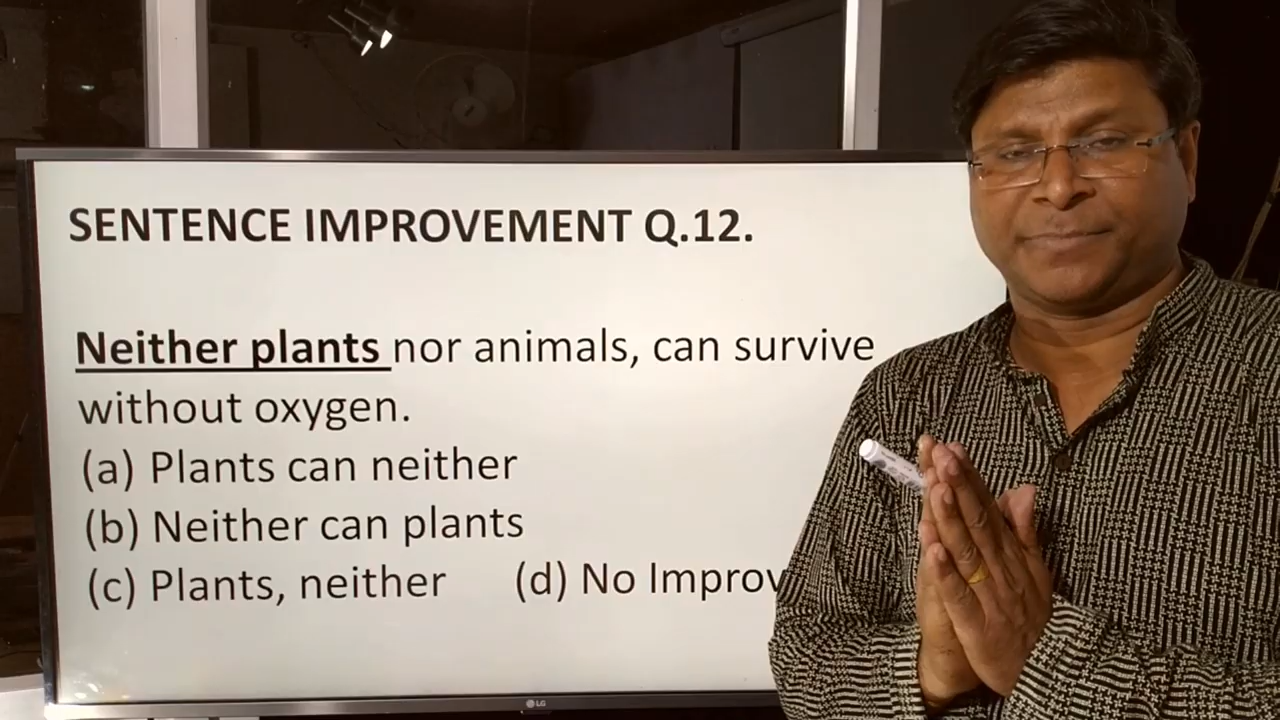 SENTENCE IMPROVEMENT Q.12.
Neither plants nor animals, can survive
without oxygen.
(a) Plants can neither
(b) Neither can plants
(c) Plants, neither (d) No Improv
LG